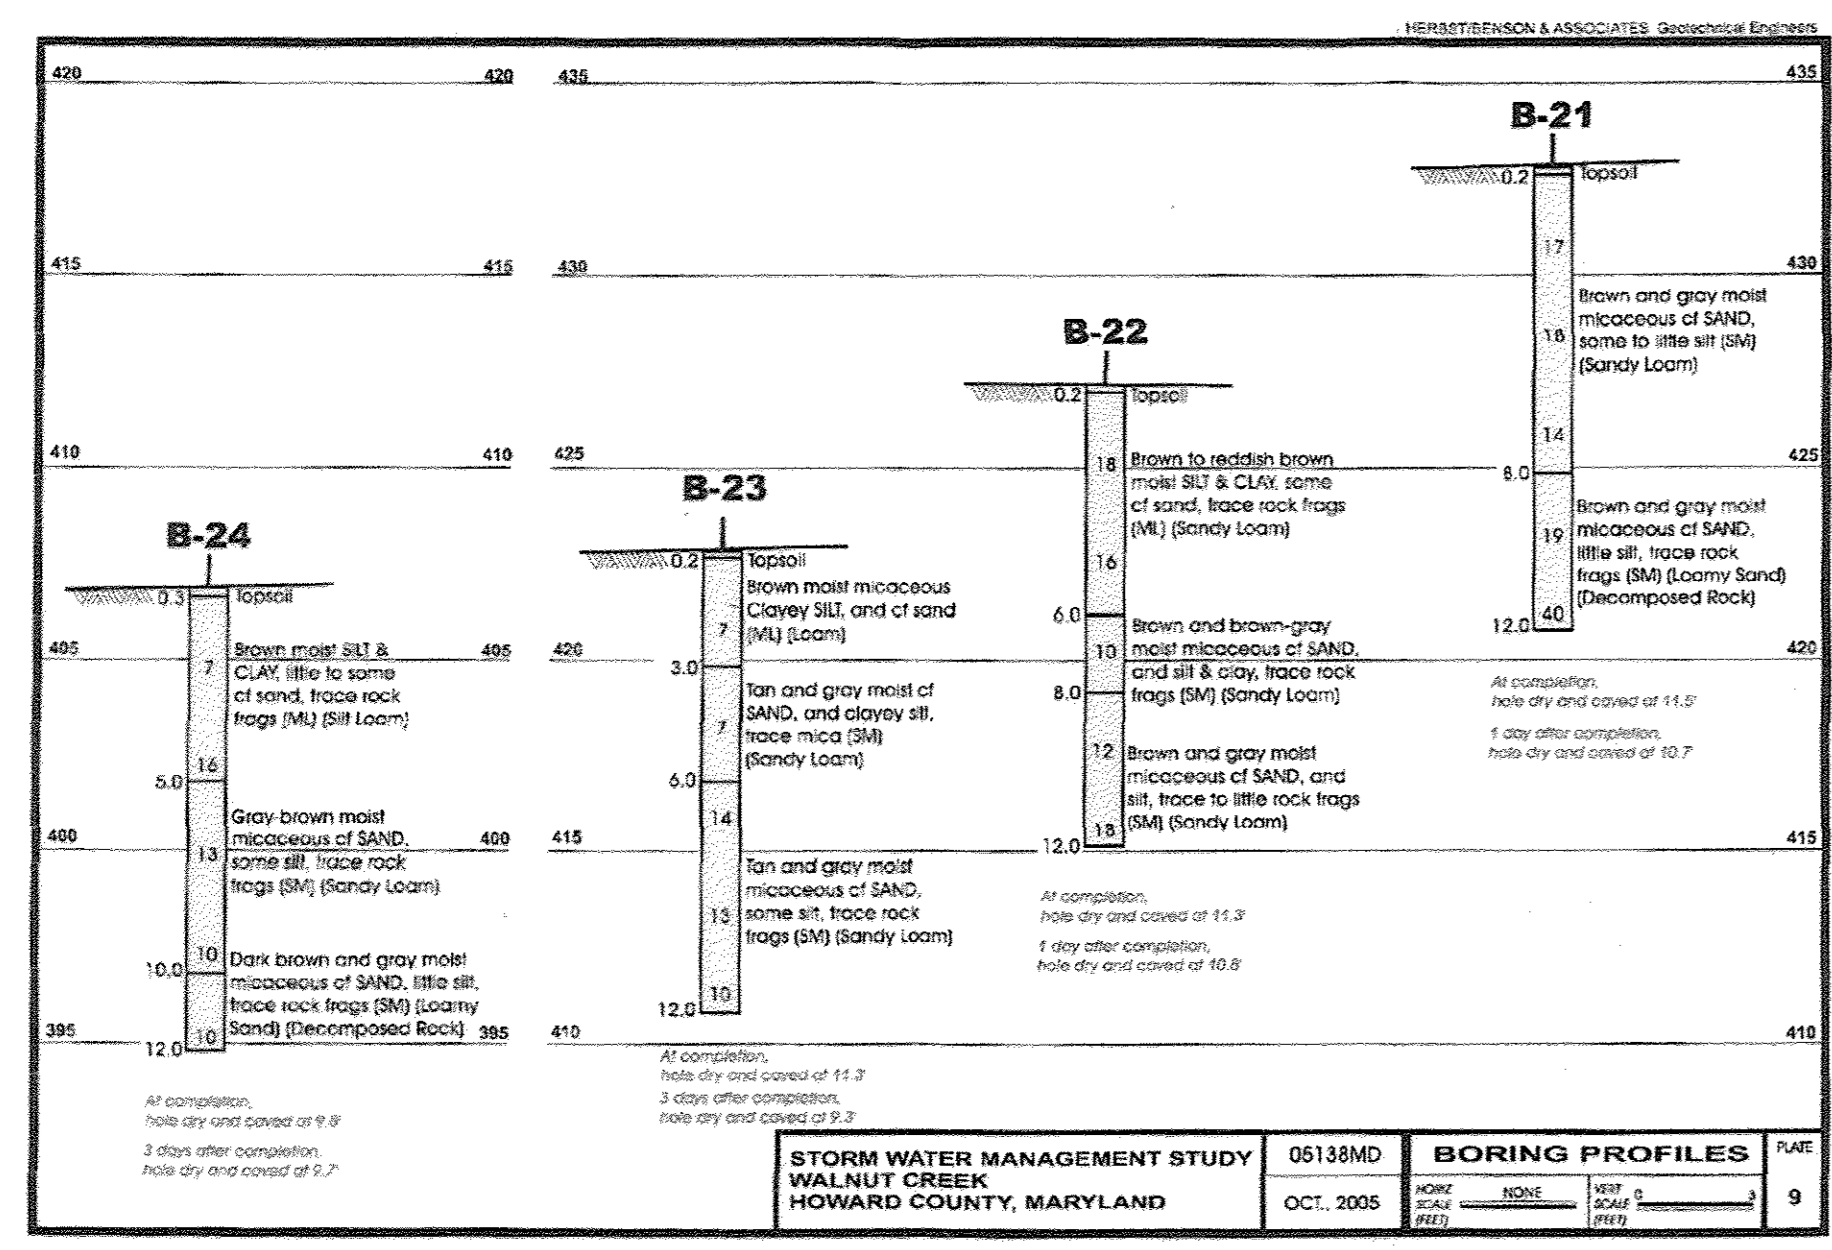 HERBST/BENSON & ASSOCIATES Geotechnical Engineers
420 420 435 435
415 415 430 430
410 410 425 425
405 405 420 420
400 400 415 415
395 395 410 410
B-24
0.3 Topsoil
7
Brown moist SILT &
CLAY, little to some
cf sand, trace rock
frags (ML) (Silt Loam)
16
5.0
Gray-brown moist
micaceous cf SAND,
some silt, trace rock
frags (SM) (Sandy Loam)
13
10
10.0
Dark brown and gray moist
micaceous cf SAND, little silt,
trace rock frags (SM) (Loamy
Sand) (Decomposed Rock)
10
12.0
At completion,
hole dry and caved at 9.8'
3 days after completion,
hole dry and caved at 9.7'
B-23
0.2 Topsoil
Brown moist micaceous
Clayey SILT, and cf sand
(ML) (Loam)
7
3.0
Tan and gray moist cf
SAND, and clayey silt,
trace mica (SM)
(Sandy Loam)
7
6.0
14
Tan and gray moist
micaceous cf SAND,
some silt, trace rock
frags (SM) (Sandy Loam)
13
10
12.0
At completion,
hole dry and caved at 11.3'
3 days after completion,
hole dry and caved at 9.3'
B-22
0.2 Topsoil
18
Brown to reddish brown
moist SILT & CLAY, some
cf sand, trace rock frags
(ML) (Sandy Loam)
16
6.0
Brown and brown-gray
moist micaceous cf SAND,
and silt & clay, trace rock
frags (SM) (Sandy Loam)
10
8.0
12
Brown and gray moist
micaceous cf SAND, and
silt, trace to little rock frags
(SM) (Sandy Loam)
18
12.0
At completion,
hole dry and caved at 11.3'
1 day after completion,
hole dry and caved at 10.8'
B-21
0.2 Topsoil
17
Brown and gray moist
micaceous cf SAND,
some to little silt (SM)
(Sandy Loam)
18
14
8.0
Brown and gray moist
micaceous cf SAND,
little silt, trace rock
frags (SM) (Loamy Sand)
(Decomposed Rock)
19
40
12.0
At completion,
hole dry and caved at 11.5'
1 day after completion,
hole dry and caved at 10.7'
STORM WATER MANAGEMENT STUDY
WALNUT CREEK
HOWARD COUNTY, MARYLAND
05138MD
OCT., 2005
BORING PROFILES
HORIZ SCALE (FEET) NONE
VERT SCALE (FEET) 0 3
PLATE
9